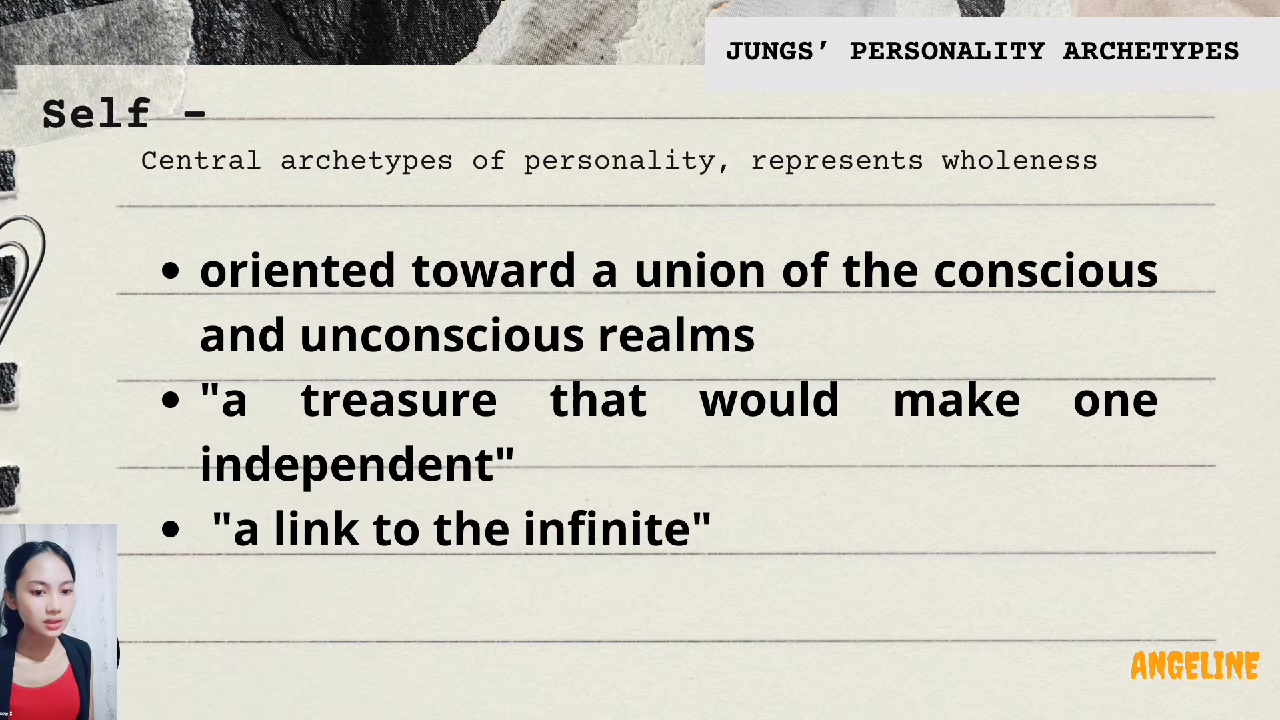 JUNGS’ PERSONALITY ARCHETYPES
Self -
Central archetypes of personality, represents wholeness
• oriented toward a union of the conscious
and unconscious realms
• "a treasure that would make one
independent"
• "a link to the infinite"
ANGELINE